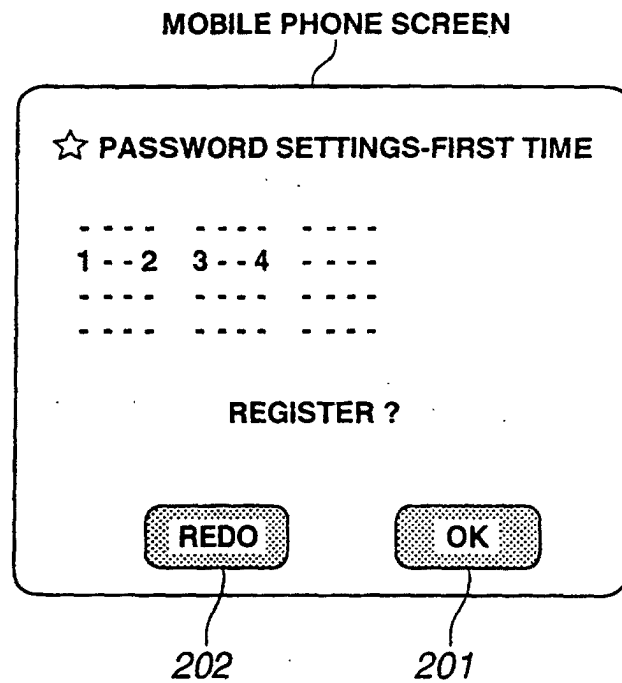 MOBILE PHONE SCREEN
☆ PASSWORD SETTINGS-FIRST TIME
- - - -  - - - -  - - - -
1 - - 2  3 - - 4  - - - -
- - - -  - - - -  - - - -
- - - -  - - - -  - - - -
REGISTER ?
REDO OK
202 201